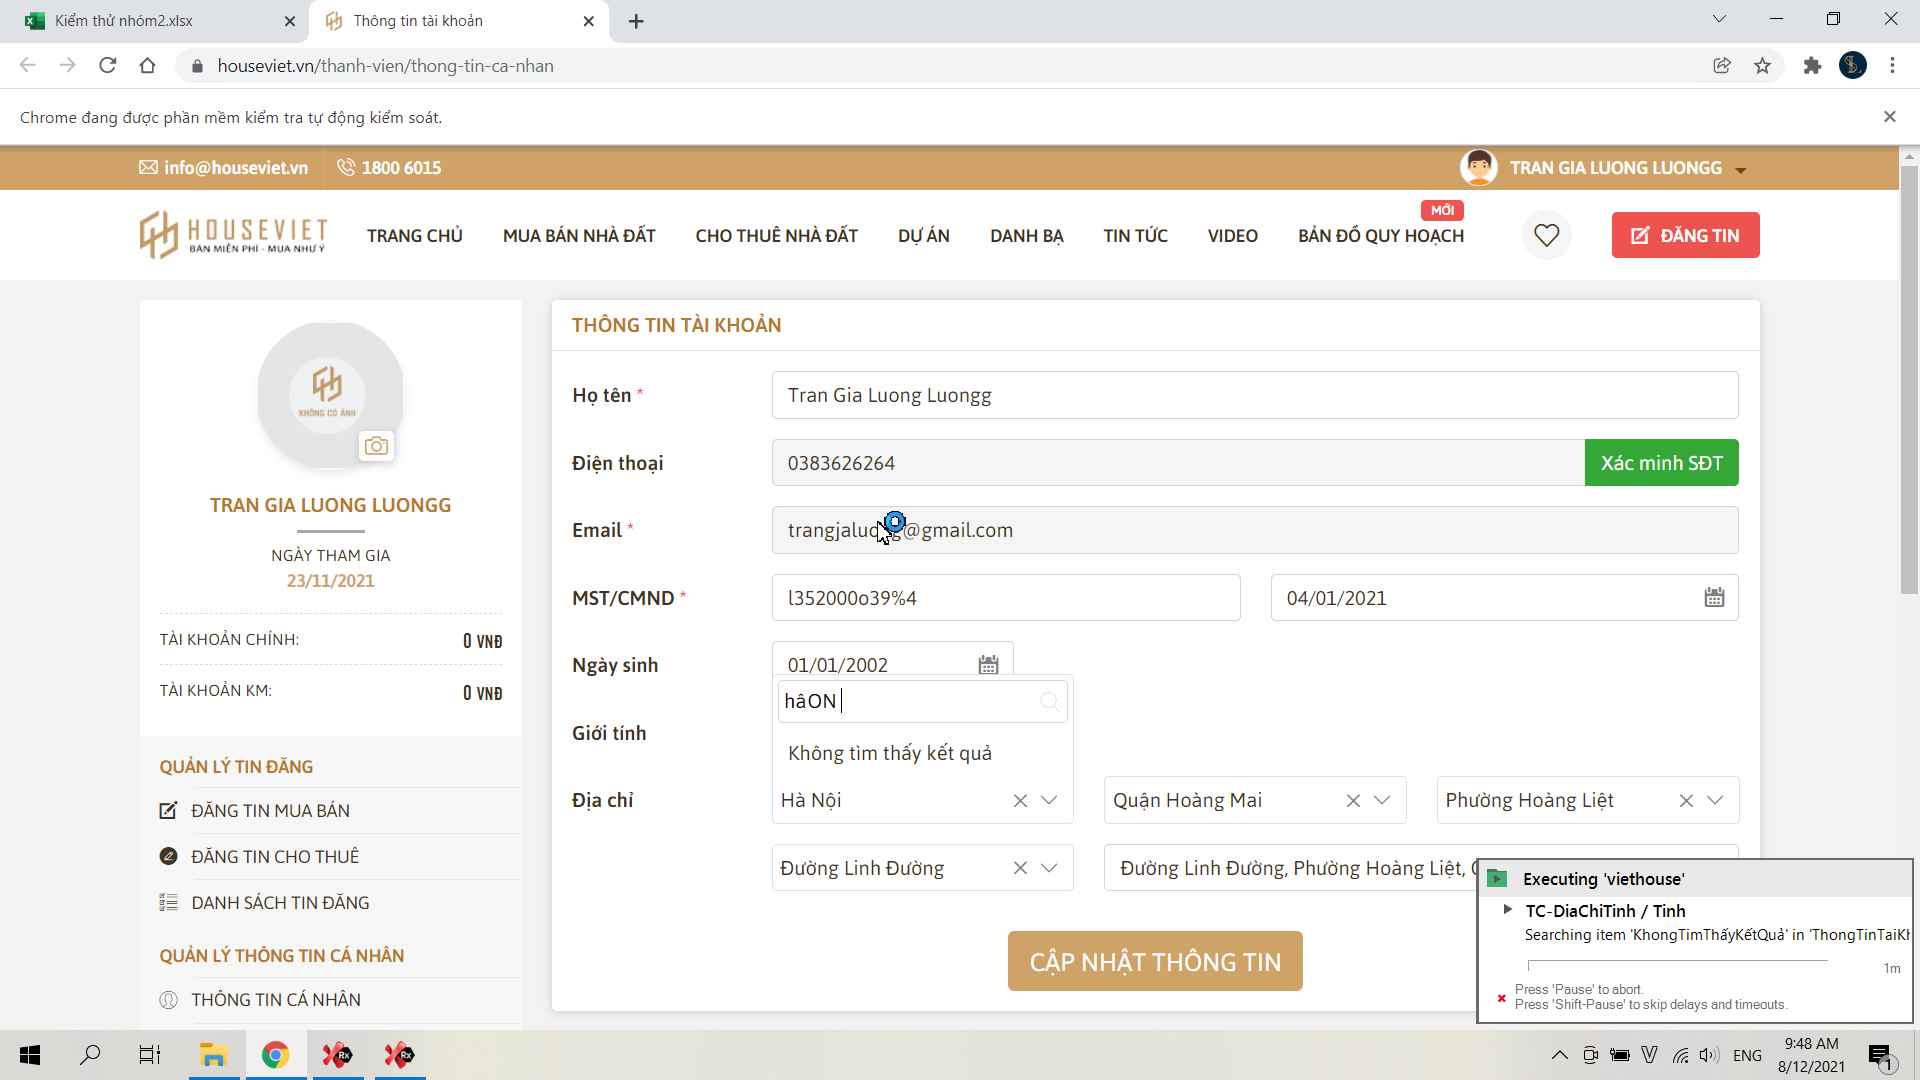 Kiểm thử nhóm2.xlsx
Thông tin tài khoản
houseviet.vn/thanh-vien/thong-tin-ca-nhan
Chrome đang được phần mềm kiểm tra tự động kiểm soát.
info@houseviet.vn
1800 6015
TRAN GIA LUONG LUONGG
HOUSEVIET
BÁN MIỄN PHÍ - MUA NHƯ Ý
TRANG CHỦ
MUA BÁN NHÀ ĐẤT
CHO THUÊ NHÀ ĐẤT
DỰ ÁN
DANH BẠ
TIN TỨC
VIDEO
BẢN ĐỒ QUY HOẠCH
MỚI
ĐĂNG TIN
KHÔNG CÓ ẢNH
TRAN GIA LUONG LUONGG
NGÀY THAM GIA
23/11/2021
TÀI KHOẢN CHÍNH: 0 VNĐ
TÀI KHOẢN KM: 0 VNĐ
QUẢN LÝ TIN ĐĂNG
ĐĂNG TIN MUA BÁN
ĐĂNG TIN CHO THUÊ
DANH SÁCH TIN ĐĂNG
QUẢN LÝ THÔNG TIN CÁ NHÂN
THÔNG TIN CÁ NHÂN
THÔNG TIN TÀI KHOẢN
Họ tên * Tran Gia Luong Luongg
Điện thoại 0383626264 Xác minh SĐT
Email * trangjaluong@gmail.com
MST/CMND * l352000o39%4 04/01/2021
Ngày sinh 01/01/2002
hâON
Giới tính
Không tìm thấy kết quả
Địa chỉ Hà Nội Quận Hoàng Mai Phường Hoàng Liệt
Đường Linh Đường Đường Linh Đường, Phường Hoàng Liệt,
CẬP NHẬT THÔNG TIN
Executing 'viethouse'
TC-DiaChiTinh / Tinh
Searching item 'KhongTimThấyKếtQuả' in 'ThongTinTaiKh
1m
Press 'Pause' to abort.
Press 'Shift-Pause' to skip delays and timeouts.
Rx
Rx
ENG
9:48 AM
8/12/2021
1